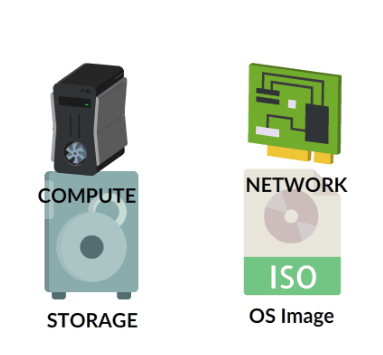 COMPUTE
NETWORK
STORAGE
ISO
OS Image